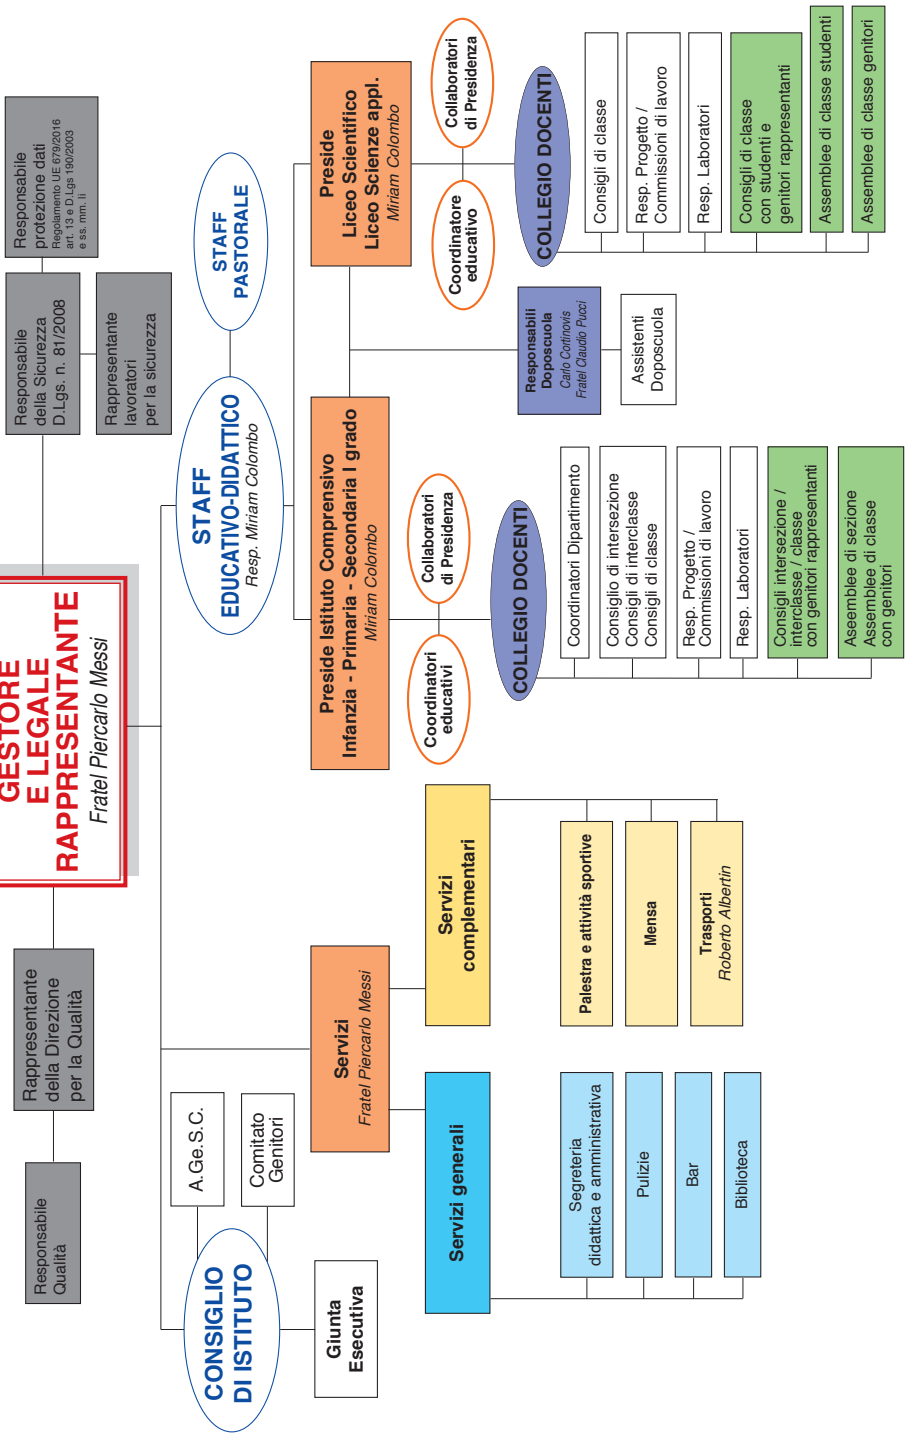 GESTORE
E LEGALE
RAPPRESENTANTE
Fratel Piercarlo Messi
Responsabile
Qualità
Rappresentante
della Direzione
per la Qualità
Responsabile
della Sicurezza
D.Lgs. n. 81/2008
Responsabile
protezione dati
Regolamento UE 679/2016
art. 13 e D.Lgs 190/2003
e ss. mm. ii
Rappresentante
lavoratori
per la sicurezza
CONSIGLIO
DI ISTITUTO
A.Ge.S.C.
Comitato
Genitori
Giunta
Esecutiva
STAFF
EDUCATIVO-DIDATTICO
Resp. Miriam Colombo
STAFF
PASTORALE
Servizi
Fratel Piercarlo Messi
Servizi generali
Segreteria
didattica e amministrativa
Pulizie
Bar
Biblioteca
Servizi
complementari
Palestra e attività sportive
Mensa
Trasporti
Roberto Albertin
Preside Istituto Comprensivo
Infanzia - Primaria - Secondaria I grado
Miriam Colombo
Coordinatori
educativi
Collaboratori
di Presidenza
COLLEGIO DOCENTI
Coordinatori Dipartimento
Consiglio di intersezione
Consigli di interclasse
Consigli di classe
Resp. Progetto /
Commissioni di lavoro
Resp. Laboratori
Consigli intersezione /
interclasse / classe
con genitori rappresentanti
Aseemblee di sezione
Assemblee di classe
con genitori
Responsabili
Doposcuola
Carlo Cortinovis
Fratel Claudio Pucci
Assistenti
Doposcuola
Preside
Liceo Scientifico
Liceo Scienze appl.
Miriam Colombo
Coordinatore
educativo
Collaboratori
di Presidenza
COLLEGIO DOCENTI
Consigli di classe
Resp. Progetto /
Commissioni di lavoro
Resp. Laboratori
Consigli di classe
con studenti e
genitori rappresentanti
Assemblee di classe studenti
Assemblee di classe genitori